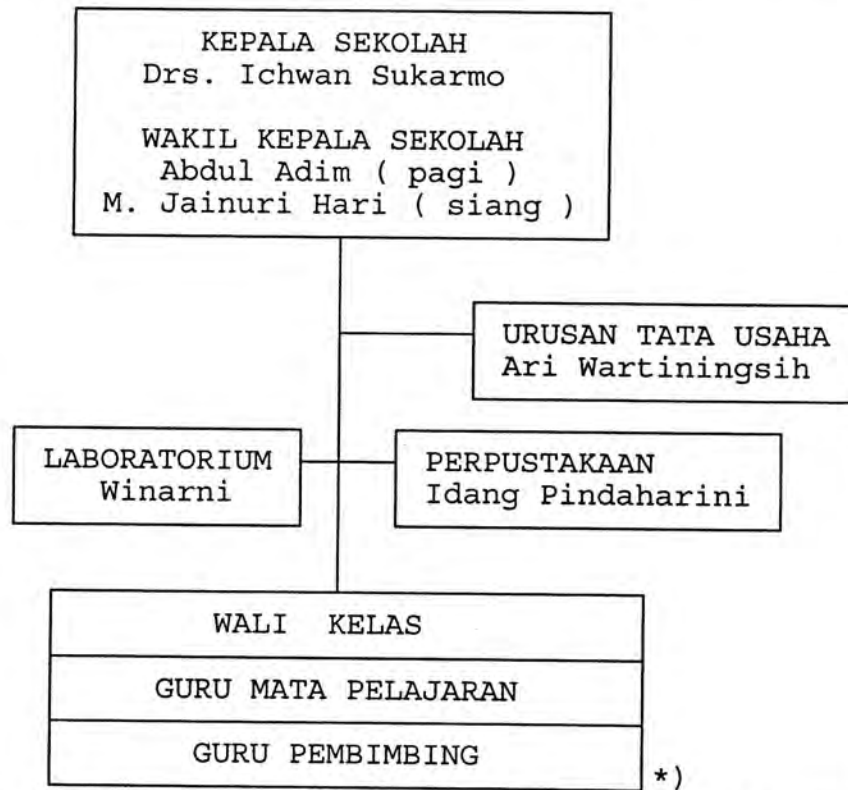 KEPALA SEKOLAH
Drs. Ichwan Sukarmo
WAKIL KEPALA SEKOLAH
Abdul Adim ( pagi )
M. Jainuri Hari ( siang )
URUSAN TATA USAHA
Ari Wartiningsih
LABORATORIUM
Winarni
PERPUSTAKAAN
Idang Pindaharini
WALI KELAS
GURU MATA PELAJARAN
GURU PEMBIMBING
*)